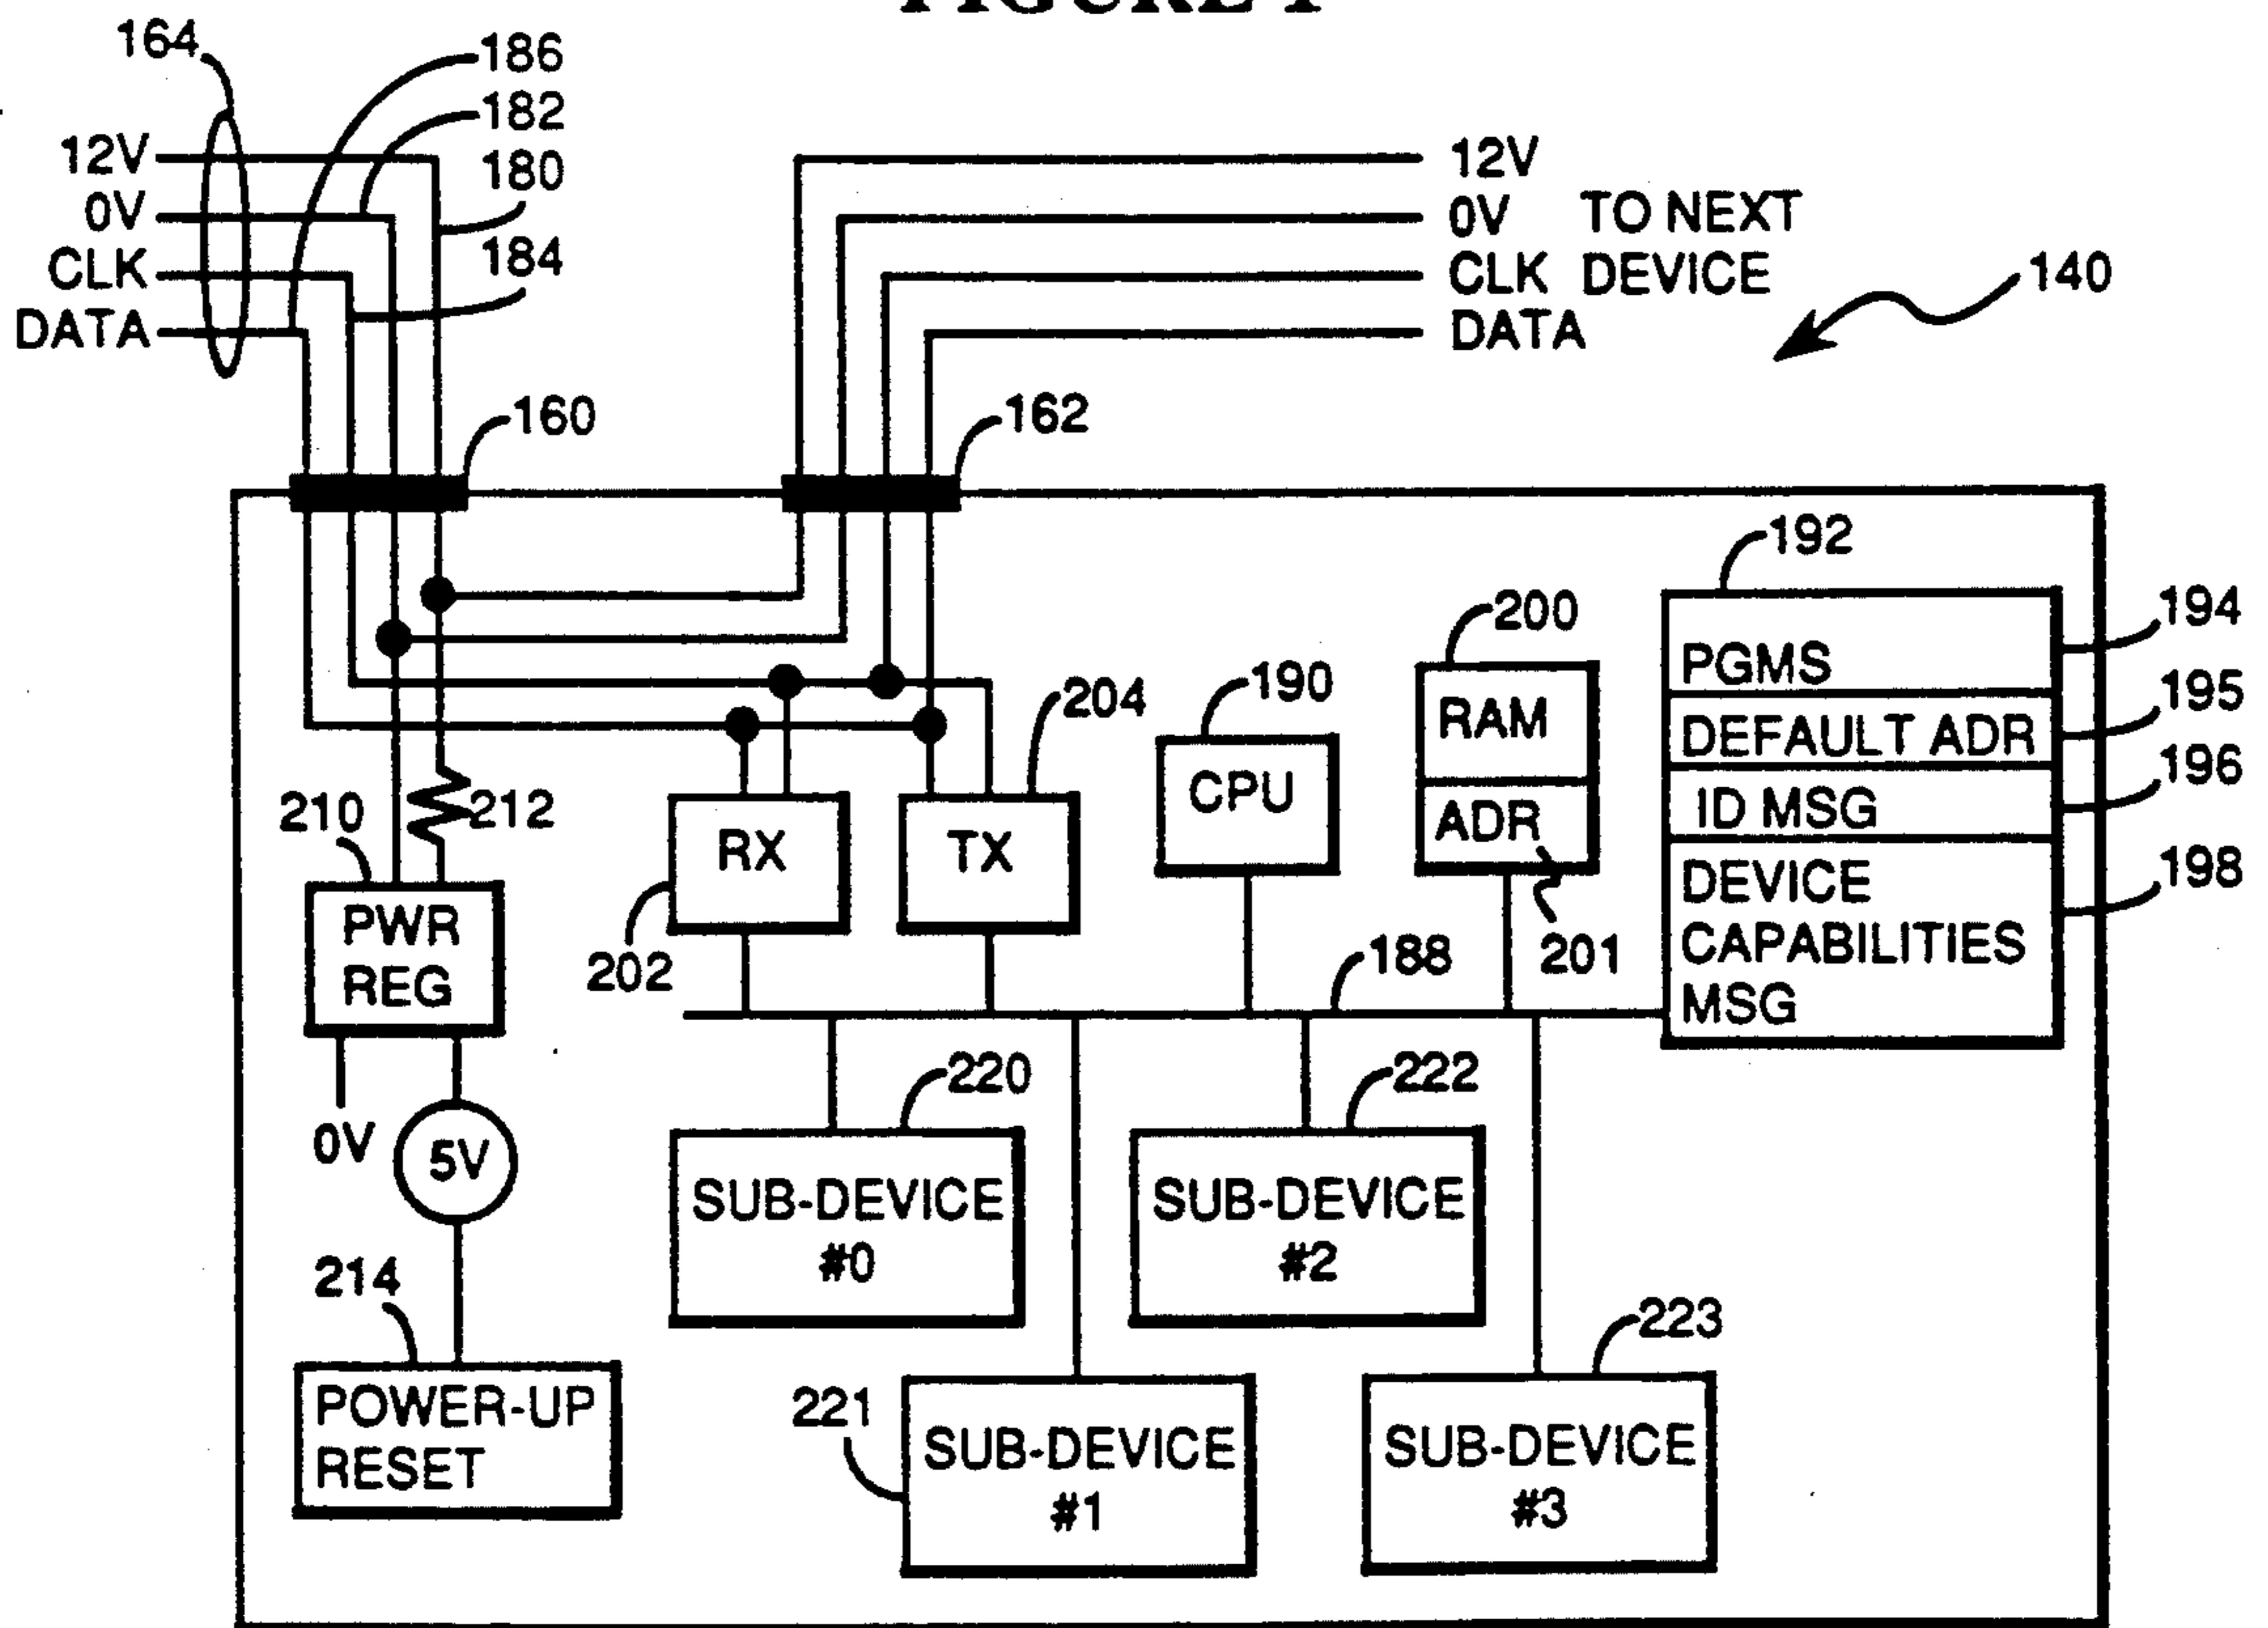 164
186
182
12V
180
12V
0V
0V TO NEXT
184
CLK
CLK DEVICE
140
DATA
DATA
160
162
192
200
194
PGMS
190
204
195
RAM
DEFAULT ADR
196
CPU
210
212
ID MSG
ADR
RX
TX
198
DEVICE
PWR
CAPABILITIES
188
201
202
REG
MSG
220
222
0V
5V
SUB-DEVICE
#0
SUB-DEVICE
#2
214
223
POWER-UP
RESET
221
SUB-DEVICE
#1
SUB-DEVICE
#3